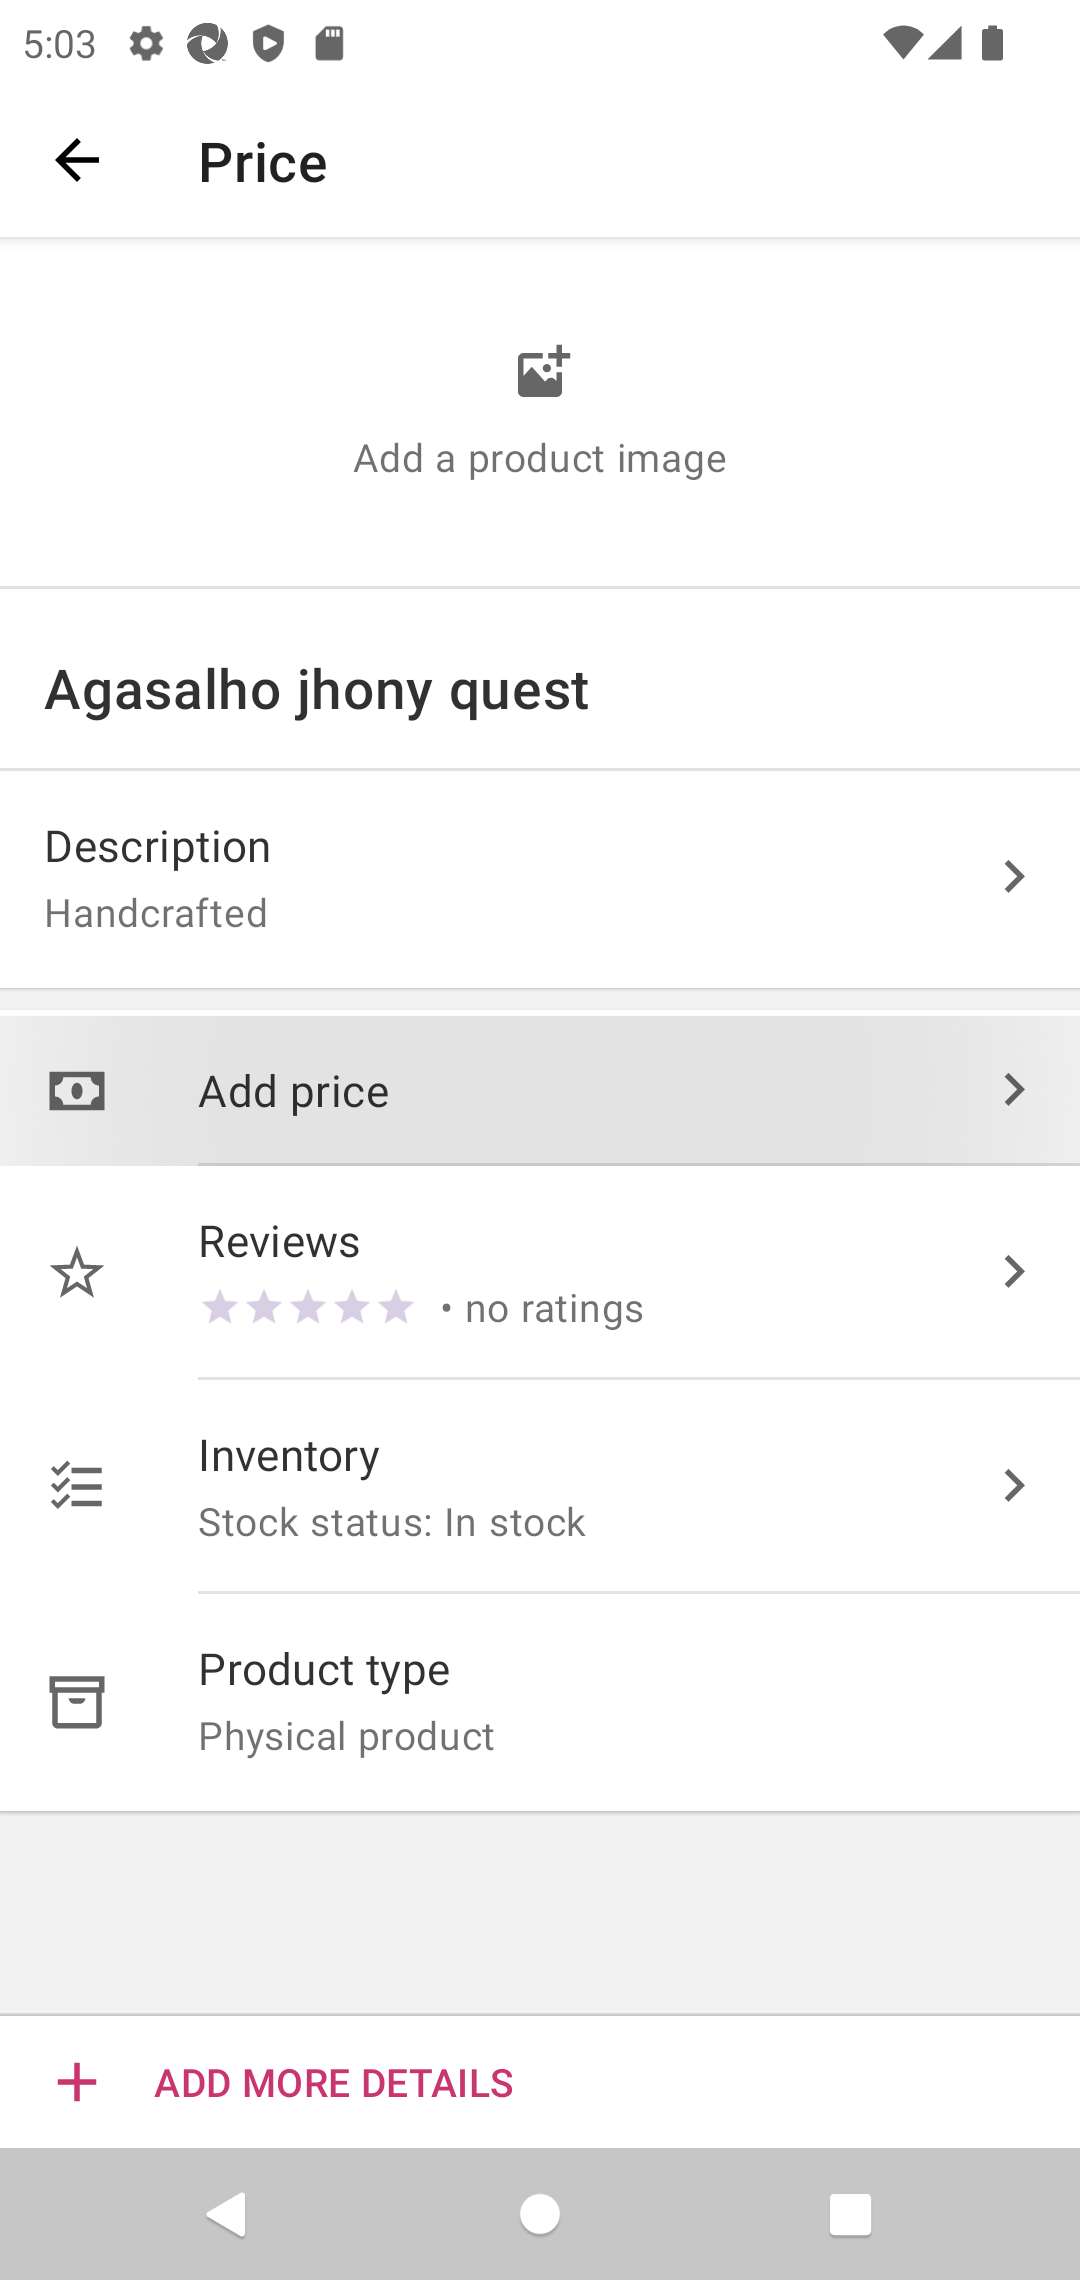 5:03
Price
Add a product image
Agasalho jhony quest
Description
Handcrafted
Add price
Reviews
• no ratings
Inventory
Stock status: In stock
Product type
Physical product
ADD MORE DETAILS